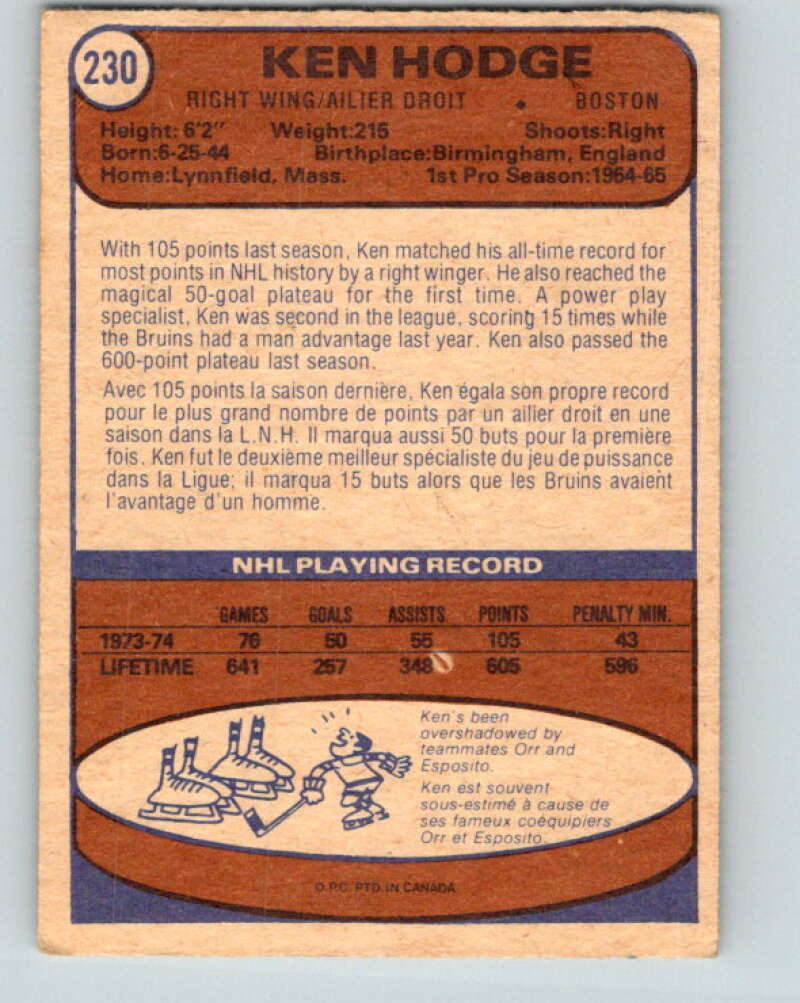 230
KEN HODGE
RIGHT WING/AILIER DROIT • BOSTON
Height: 6'2" Weight:215 Shoots:Right
Born:6-25-44 Birthplace:Birmingham, England
Home:Lynnfield, Mass. 1st Pro Season:1964-65
With 105 points last season, Ken matched his all-time record for
most points in NHL history by a right winger. He also reached the
magical 50-goal plateau for the first time. A power play
specialist, Ken was second in the league, scoring 15 times while
the Bruins had a man advantage last year. Ken also passed the
600-point plateau last season.
Avec 105 points la saison dernière, Ken égala son propre record
pour le plus grand nombre de points par un ailier droit en une
saison dans la L.N.H. Il marqua aussi 50 buts pour la première
fois. Ken fut le deuxième meilleur spécialiste du jeu de puissance
dans la Ligue; il marqua 15 buts alors que les Bruins avaient
l'avantage d'un homme.
NHL PLAYING RECORD
GAMES GOALS ASSISTS POINTS PENALTY MIN.
1973-74 76 50 55 105 43
LIFETIME 641 257 348 605 596
Ken's been
overshadowed by
teammates Orr and
Esposito.
Ken est souvent
sous-estimé à cause de
ses fameux coéquipiers
Orr et Esposito.
O.P.C. PTD. IN CANADA